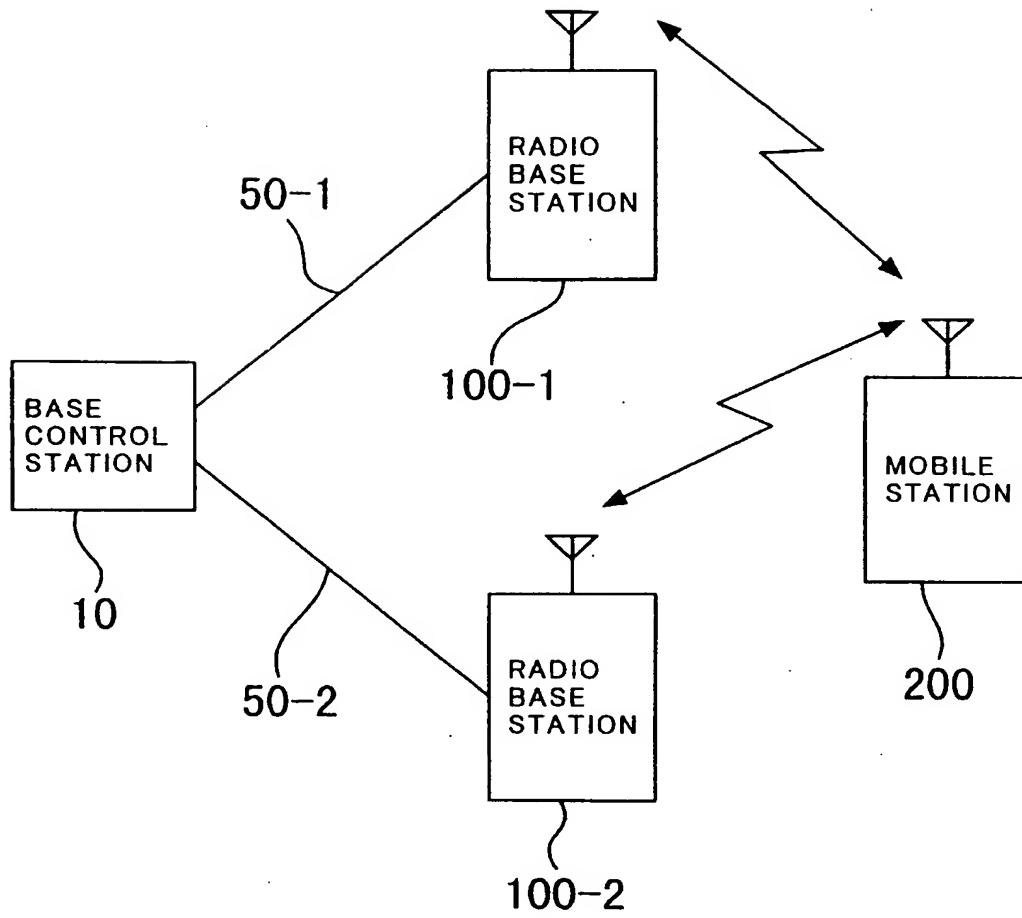 RADIO
BASE
STATION
50-1
100-1
BASE
CONTROL
STATION
10
MOBILE
STATION
200
50-2
RADIO
BASE
STATION
100-2